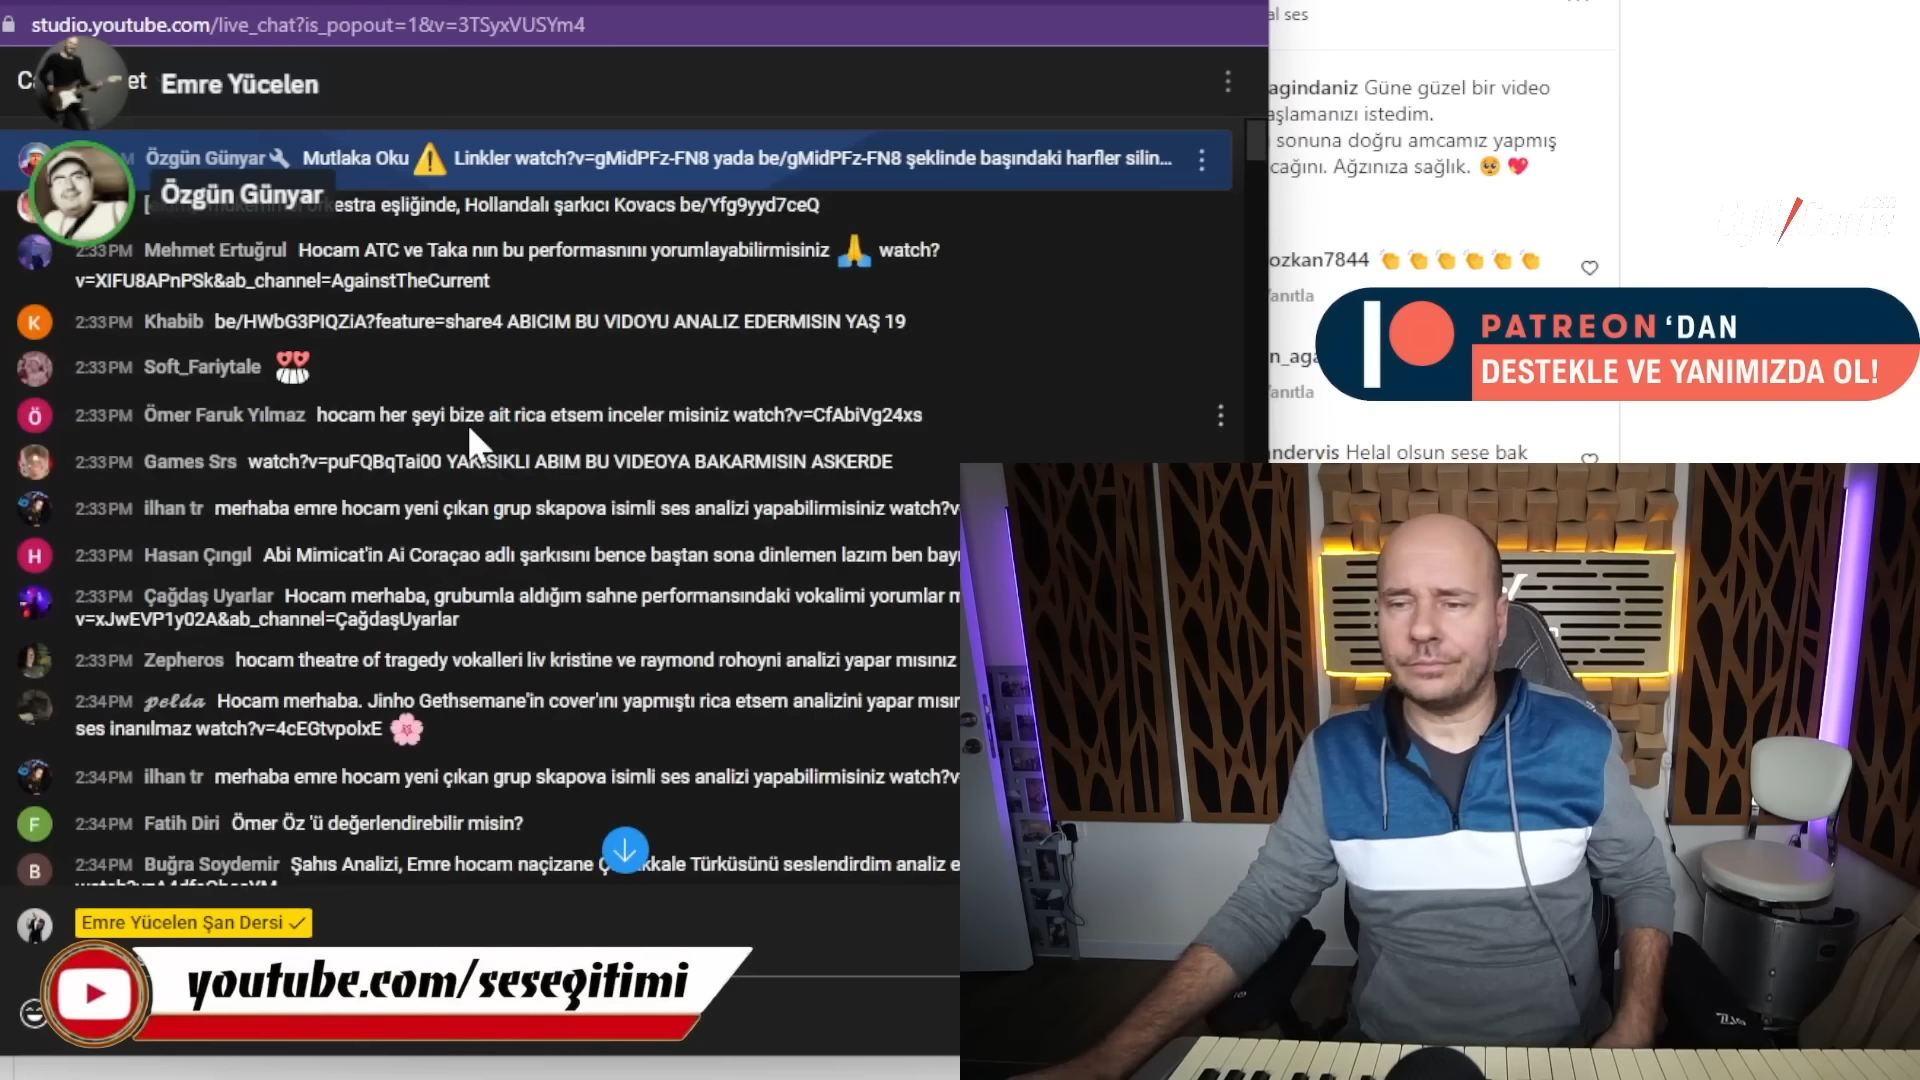 studio.youtube.com/live_chat?is_popout=1&v=3TSyxVUSYm4
et
Emre Yücelen
Özgün Günyar Mutlaka Oku Linkler watch?v=gMidPFz-FN8 yada be/gMidPFz-FN8 şeklinde başındaki harfler silin...
Özgün Günyar
eşliğinde, Hollandalı şarkıcı Kovacs be/Yfg9yyd7ceQ
2:33 PM Mehmet Ertuğrul Hocam ATC ve Taka nın bu performasnını yorumlayabilirmisiniz watch?
v=XIFU8APnPSk&ab_channel=AgainstTheCurrent
K 2:33 PM Khabib be/HWbG3PIQZiA?feature=share4 ABICIM BU VIDOYU ANALIZ EDERMISIN YAŞ 19
2:33 PM Soft_Fariytale
Ö 2:33 PM Ömer Faruk Yılmaz hocam her şeyi bize ait rica etsem inceler misiniz watch?v=CfAbiVg24xs
2:33 PM Games Srs watch?v=puFQBqTai00 ABIM BU VIDEOYA BAKARMISIN ASKERDE
2:33 PM ilhan tr merhaba emre hocam yeni çıkan grup skapova isimli ses analizi yapabilirmisiniz watch?v
H 2:33 PM Hasan Çıngıl Abi Mimicat'in Ai Coraçao adlı şarkısını bence baştan sona dinlemen lazım ben
2:33 PM Çağdaş Uyarlar Hocam merhaba, grubumla aldığım sahne performansındaki vokalimi yorumlar
v=xJwEVP1y02A&ab_channel=ÇağdaşUyarlar
2:33 PM Zepheros hocam theatre of tragedy vokalleri liv kristine ve raymond rohoyni analizi yapar mısınız
2:34 PM pelda Hocam merhaba. Jinho Gethsemane'in cover'ını yapmıştı rica etsem analizini yapar
ses inanılmaz watch?v=4cEGtvpolxE
2:34 PM ilhan tr merhaba emre hocam yeni çıkan grup skapova isimli ses analizi yapabilirmisiniz watch?v
F 2:34 PM Fatih Diri Ömer Öz 'ü değerlendirebilir misin?
B 2:34 PM Buğra Soydemir Şahıs Analizi, Emre hocam naçizane Türküsünü seslendirdim analiz
Emre Yücelen Şan Dersi
youtube.com/sesegitimi
al ses
agindaniz Güne güzel bir video
aşlamanızı istedim.
sonuna doğru amcamız yapmış
cağını. Ağzınıza sağlık.
ozkan7844
anıtla
PATREON 'DAN
DESTEKLE VE YANIMIZDA OL!
n_aga
anıtla
ndervis Helal olsun sese bak